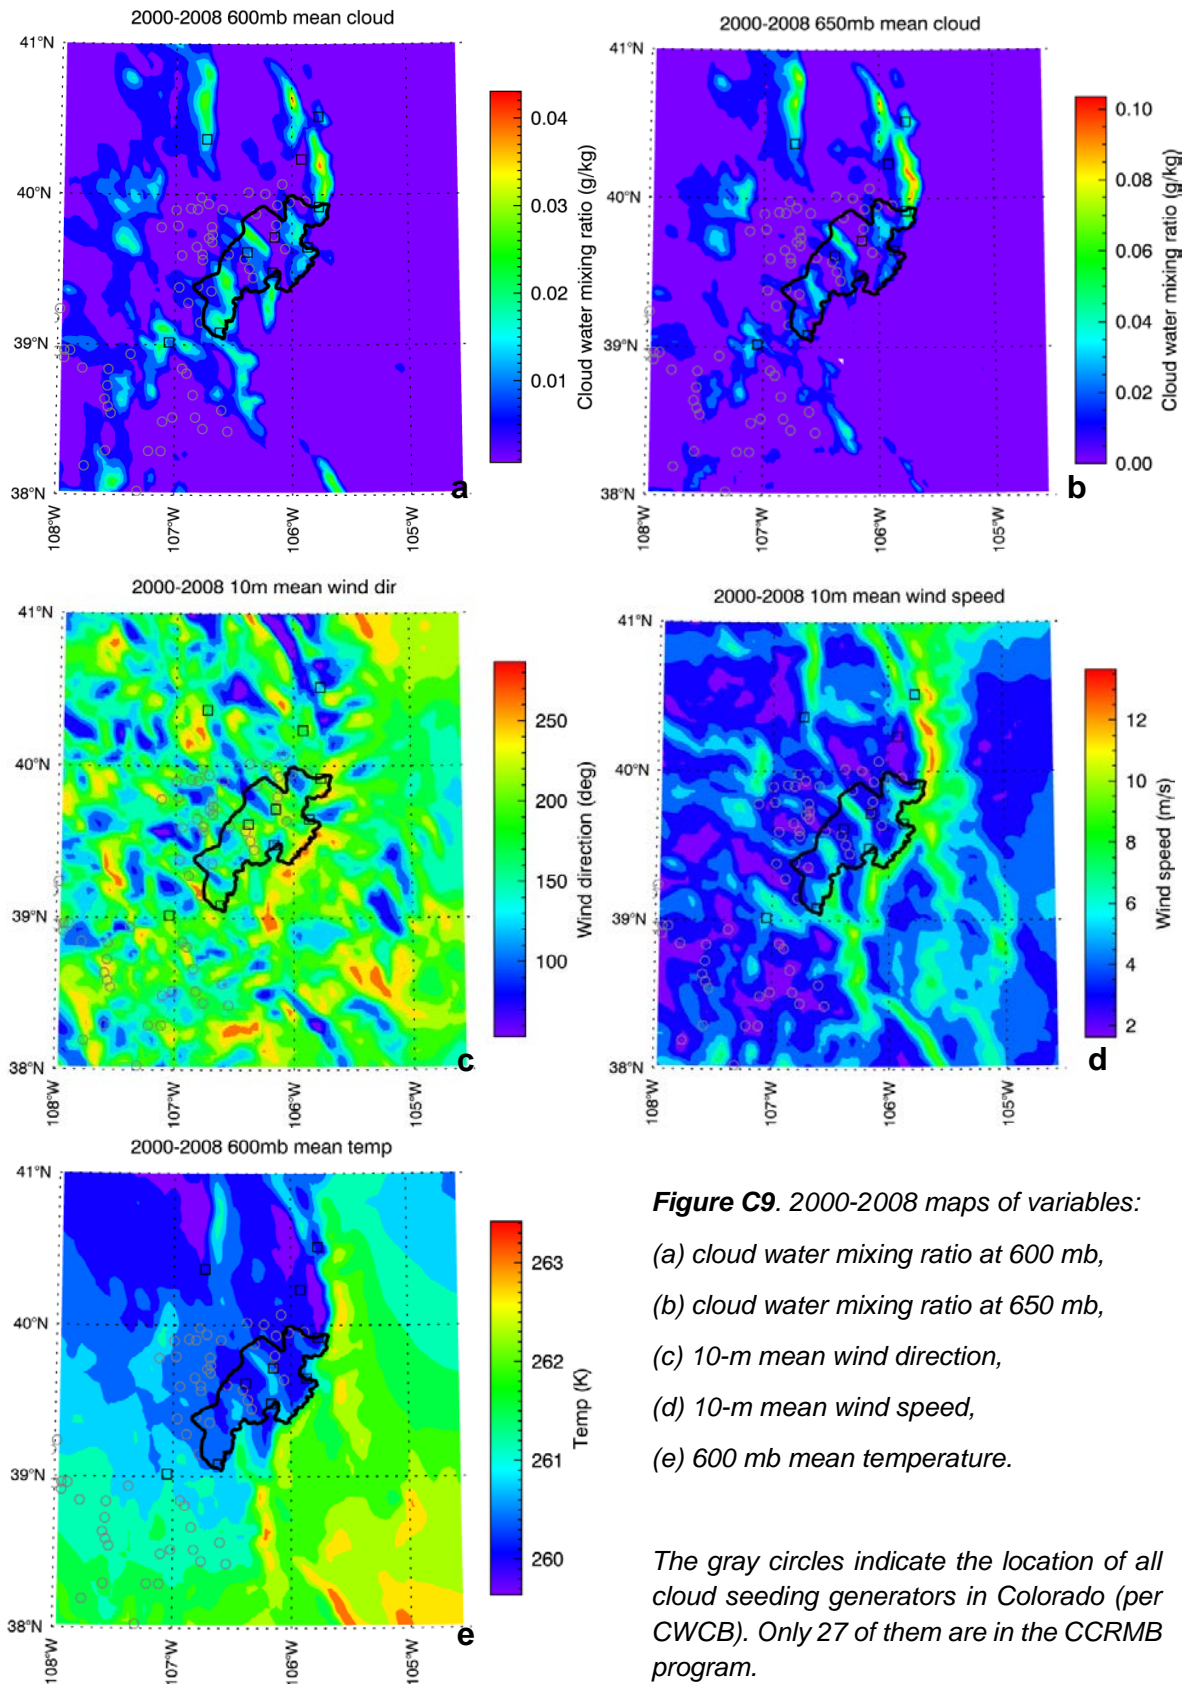 2000-2008 600mb mean cloud
41°N
40°N
39°N
38°N
108°W
107°W
106°W
105°W
0.04
0.03
0.02
0.01
Cloud water mixing ratio (g/kg)
a
2000-2008 650mb mean cloud
41°N
40°N
39°N
38°N
108°W
107°W
106°W
105°W
0.10
0.08
0.06
0.04
0.02
0.00
Cloud water mixing ratio (g/kg)
b
2000-2008 10m mean wind dir
41°N
40°N
39°N
38°N
108°W
107°W
106°W
105°W
250
200
150
100
Wind direction (deg)
c
2000-2008 10m mean wind speed
41°N
40°N
39°N
38°N
108°W
107°W
106°W
105°W
12
10
8
6
4
2
Wind speed (m/s)
d
2000-2008 600mb mean temp
41°N
40°N
39°N
38°N
108°W
107°W
106°W
105°W
263
262
261
260
Temp (K)
e
Figure C9. 2000-2008 maps of variables:
(a) cloud water mixing ratio at 600 mb,
(b) cloud water mixing ratio at 650 mb,
(c) 10-m mean wind direction,
(d) 10-m mean wind speed,
(e) 600 mb mean temperature.
The gray circles indicate the location of all
cloud seeding generators in Colorado (per
CWCB). Only 27 of them are in the CCRMB
program.